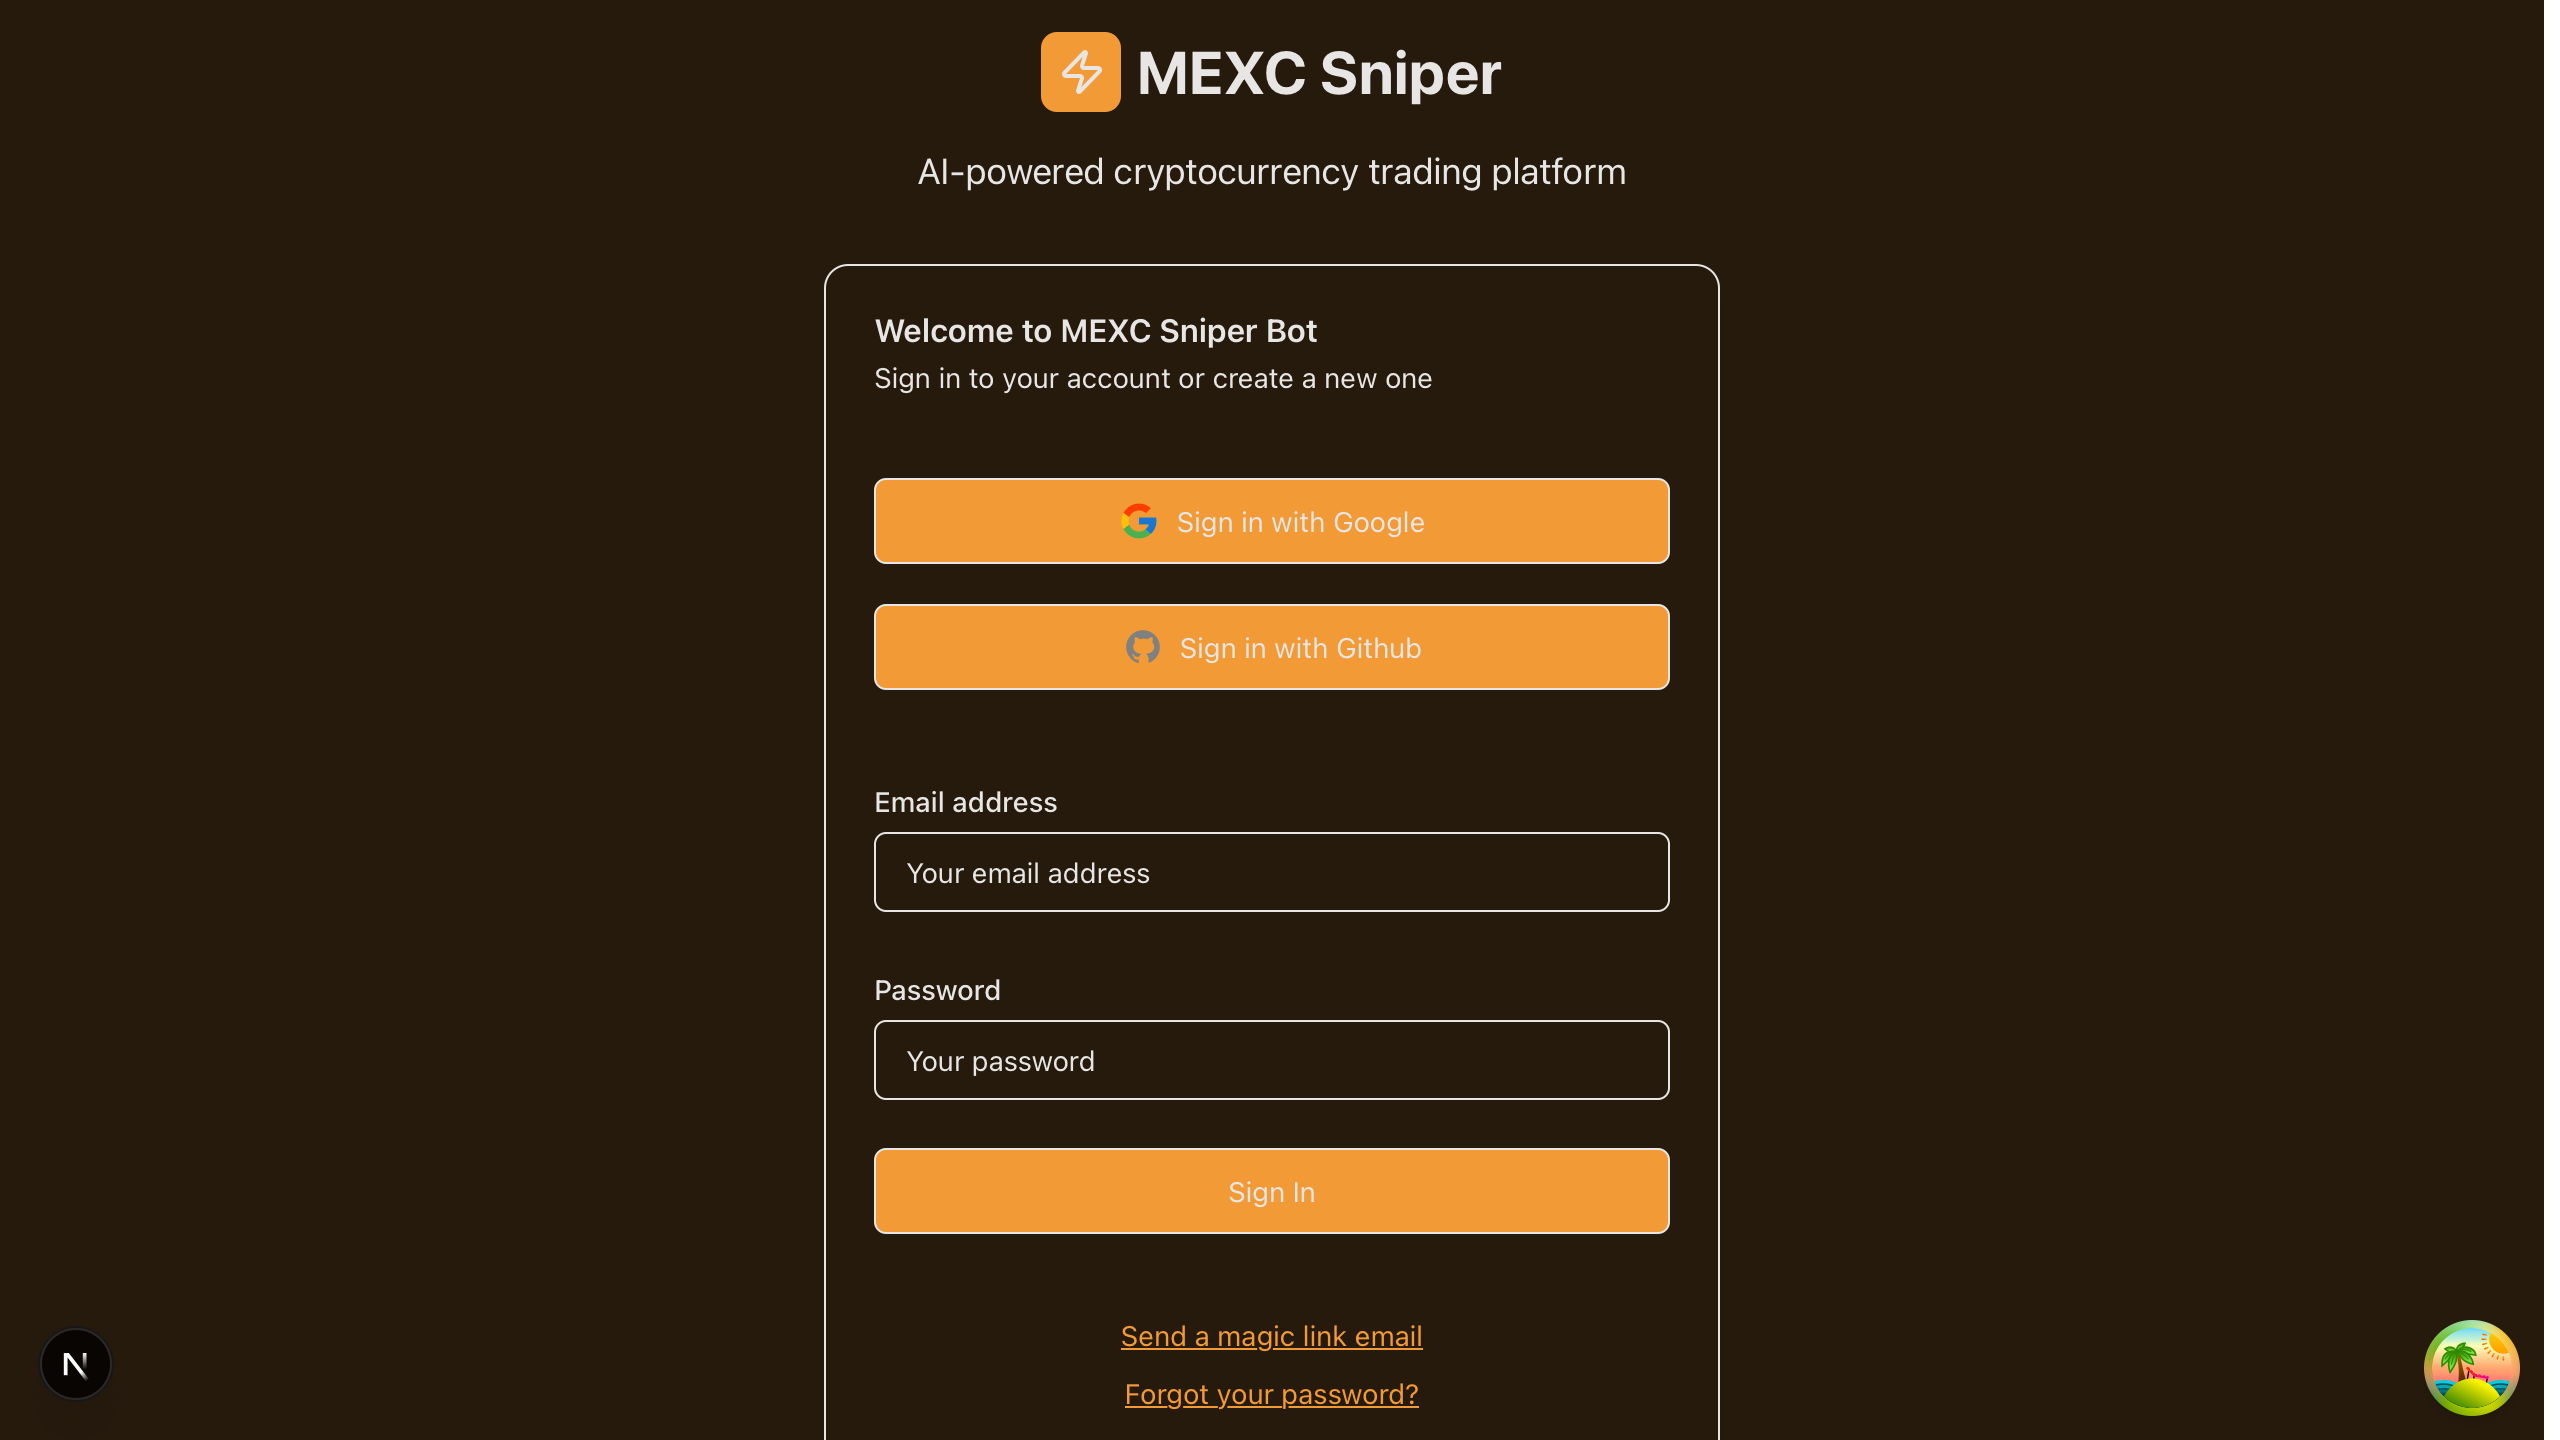 MEXC Sniper
AI-powered cryptocurrency trading platform
Welcome to MEXC Sniper Bot
Sign in to your account or create a new one
Sign in with Google
Sign in with Github
Email address
Your email address
Password
Your password
Sign In
Send a magic link email
Forgot your password?
N